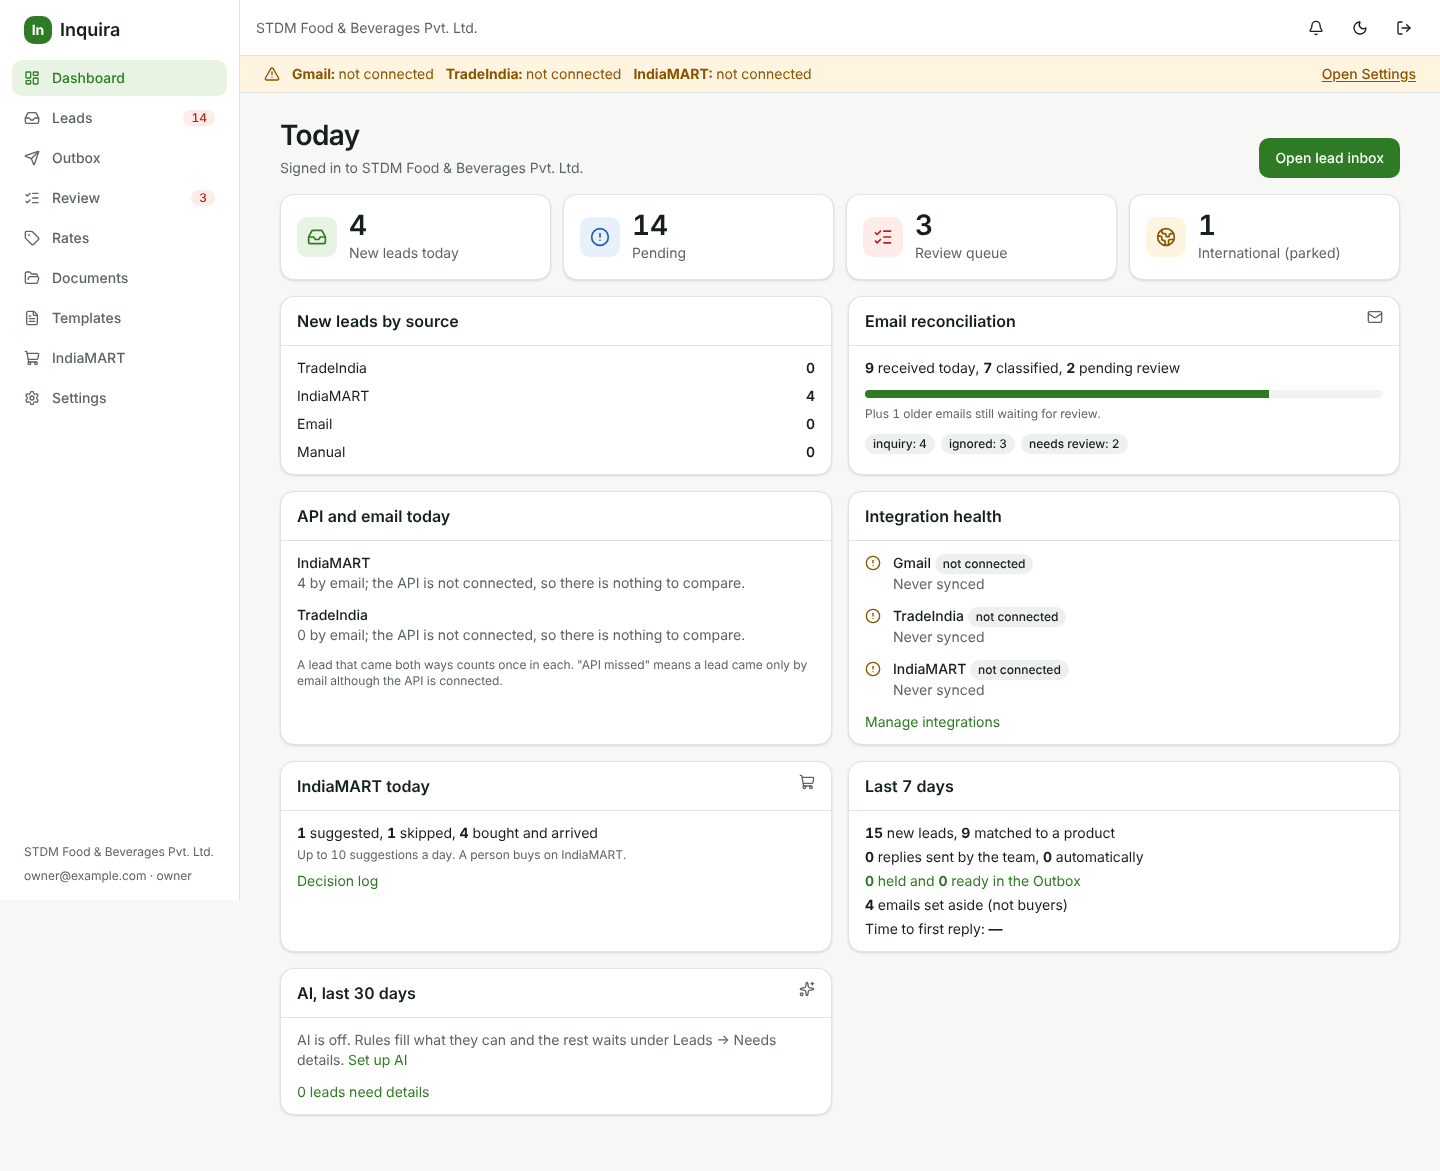 In Inquira
STDM Food & Beverages Pvt. Ltd.
Gmail: not connected TradeIndia: not connected IndiaMART: not connected Open Settings
Dashboard
Leads 14
Outbox
Review 3
Rates
Documents
Templates
IndiaMART
Settings
STDM Food & Beverages Pvt. Ltd.
owner@example.com · owner
Today
Signed in to STDM Food & Beverages Pvt. Ltd.
Open lead inbox
4
New leads today
14
Pending
3
Review queue
1
International (parked)
New leads by source
TradeIndia 0
IndiaMART 4
Email 0
Manual 0
Email reconciliation
9 received today, 7 classified, 2 pending review
Plus 1 older emails still waiting for review.
inquiry: 4 ignored: 3 needs review: 2
API and email today
IndiaMART
4 by email; the API is not connected, so there is nothing to compare.
TradeIndia
0 by email; the API is not connected, so there is nothing to compare.
A lead that came both ways counts once in each. "API missed" means a lead came only by
email although the API is connected.
Integration health
Gmail not connected
Never synced
TradeIndia not connected
Never synced
IndiaMART not connected
Never synced
Manage integrations
IndiaMART today
1 suggested, 1 skipped, 4 bought and arrived
Up to 10 suggestions a day. A person buys on IndiaMART.
Decision log
Last 7 days
15 new leads, 9 matched to a product
0 replies sent by the team, 0 automatically
0 held and 0 ready in the Outbox
4 emails set aside (not buyers)
Time to first reply: —
AI, last 30 days
AI is off. Rules fill what they can and the rest waits under Leads → Needs
details. Set up AI
0 leads need details